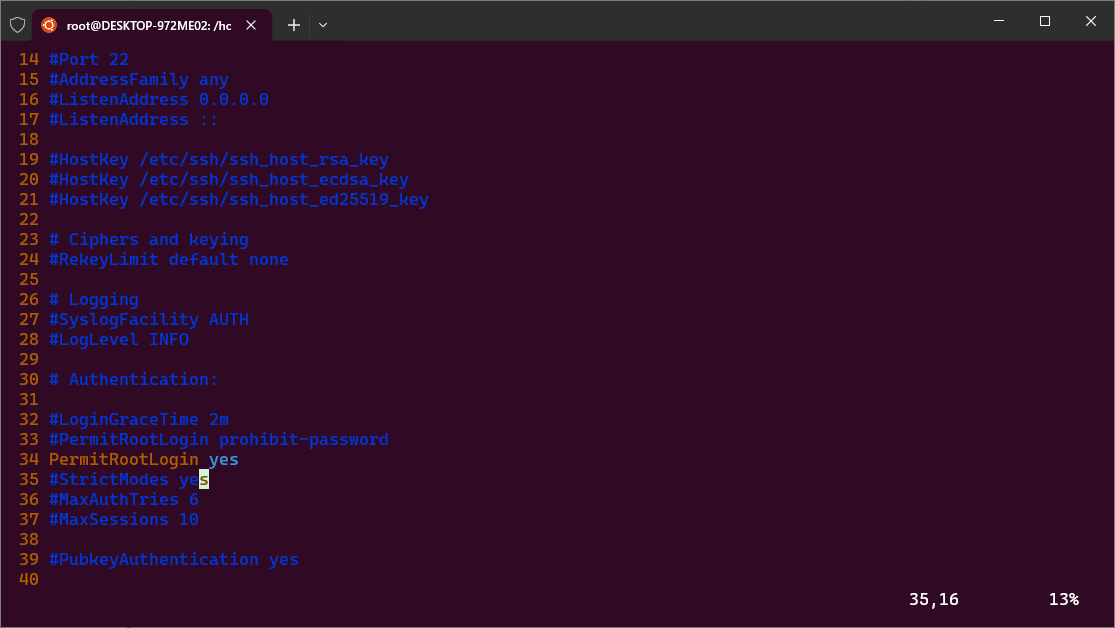 root@DESKTOP-972ME02: /hc
14 #Port 22
15 #AddressFamily any
16 #ListenAddress 0.0.0.0
17 #ListenAddress ::
18
19 #HostKey /etc/ssh/ssh_host_rsa_key
20 #HostKey /etc/ssh/ssh_host_ecdsa_key
21 #HostKey /etc/ssh/ssh_host_ed25519_key
22
23 # Ciphers and keying
24 #RekeyLimit default none
25
26 # Logging
27 #SyslogFacility AUTH
28 #LogLevel INFO
29
30 # Authentication:
31
32 #LoginGraceTime 2m
33 #PermitRootLogin prohibit-password
34 PermitRootLogin yes
35 #StrictModes yes
36 #MaxAuthTries 6
37 #MaxSessions 10
38
39 #PubkeyAuthentication yes
40
35,16 13%